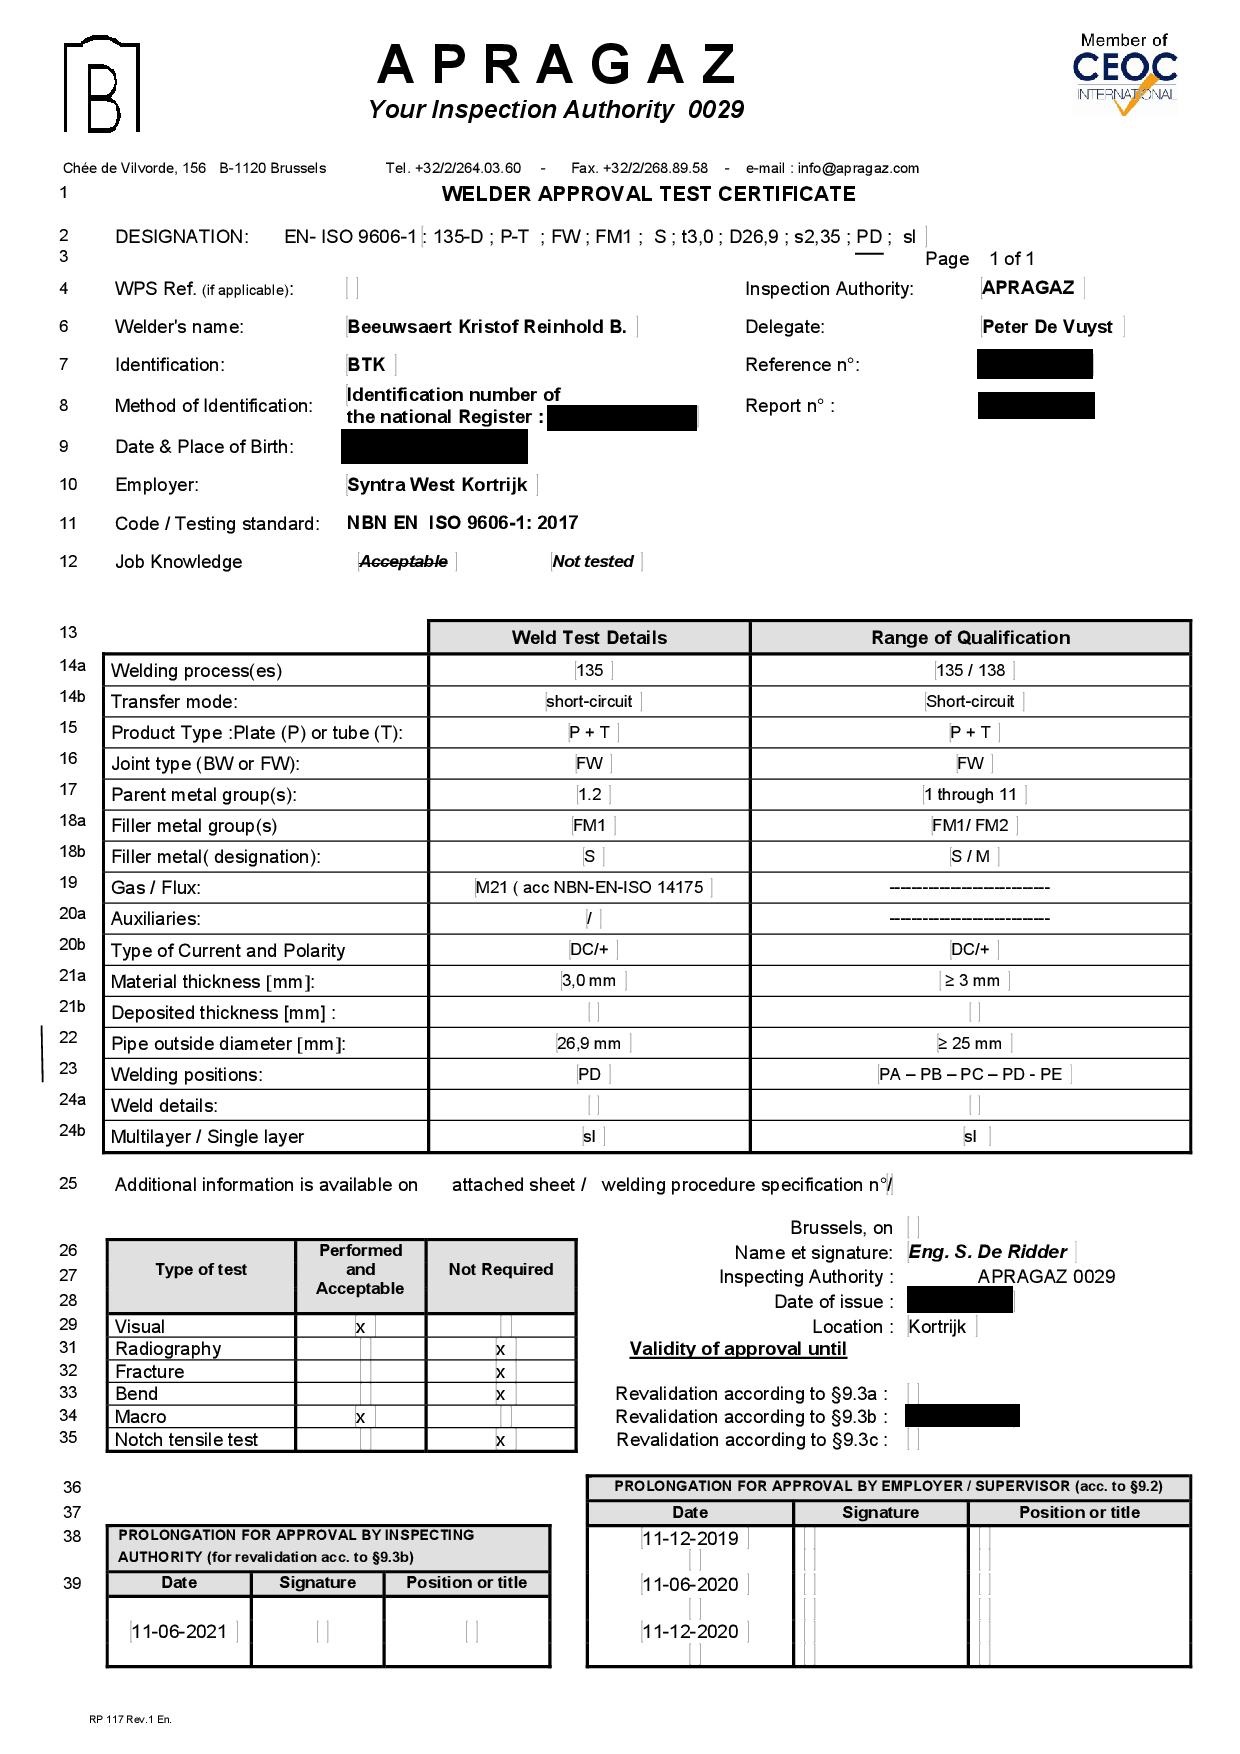 B
A P R A G A Z
Your Inspection Authority 0029
Member of
CEOC
INTERNATIONAL
Chée de Vilvorde, 156 B-1120 Brussels Tel. +32/2/264.03.60 - Fax. +32/2/268.89.58 - e-mail : info@apragaz.com
1 WELDER APPROVAL TEST CERTIFICATE
2 DESIGNATION: EN- ISO 9606-1 : 135-D ; P-T ; FW ; FM1 ; S ; t3,0 ; D26,9 ; s2,35 ; PD ; sl
3 Page 1 of 1
4 WPS Ref. (if applicable): Inspection Authority: APRAGAZ
6 Welder's name: Beeuwsaert Kristof Reinhold B. Delegate: Peter De Vuyst
7 Identification: BTK Reference n°:
Identification number of
8 Method of Identification: the national Register : Report n° :
9 Date & Place of Birth:
10 Employer: Syntra West Kortrijk
11 Code / Testing standard: NBN EN ISO 9606-1: 2017
12 Job Knowledge Acceptable Not tested
13 Weld Test Details Range of Qualification
14a Welding process(es) 135 135 / 138
14b Transfer mode: short-circuit Short-circuit
15 Product Type :Plate (P) or tube (T): P + T P + T
16 Joint type (BW or FW): FW FW
17 Parent metal group(s): 1.2 1 through 11
18a Filler metal group(s) FM1 FM1/ FM2
18b Filler metal( designation): S S / M
19 Gas / Flux: M21 ( acc NBN-EN-ISO 14175 ----------------------------
20a Auxiliaries: / ----------------------------
20b Type of Current and Polarity DC/+ DC/+
21a Material thickness [mm]: 3,0 mm ≥ 3 mm
21b Deposited thickness [mm] :
22 Pipe outside diameter [mm]: 26,9 mm ≥ 25 mm
23 Welding positions: PD PA – PB – PC – PD - PE
24a Weld details:
24b Multilayer / Single layer sl sl
25 Additional information is available on attached sheet / welding procedure specification n°/
Brussels, on
26 Type of test Performed and Acceptable Not Required Name et signature: Eng. S. De Ridder
27 Inspecting Authority : APRAGAZ 0029
28 Date of issue :
29 Visual x Location : Kortrijk
31 Radiography x Validity of approval until
32 Fracture x
33 Bend x Revalidation according to §9.3a :
34 Macro x Revalidation according to §9.3b :
35 Notch tensile test x Revalidation according to §9.3c :
36 PROLONGATION FOR APPROVAL BY EMPLOYER / SUPERVISOR (acc. to §9.2)
37 Date Signature Position or title
38 PROLONGATION FOR APPROVAL BY INSPECTING 11-12-2019
AUTHORITY (for revalidation acc. to §9.3b)
39 Date Signature Position or title 11-06-2020
11-06-2021 11-12-2020
RP 117 Rev.1 En.